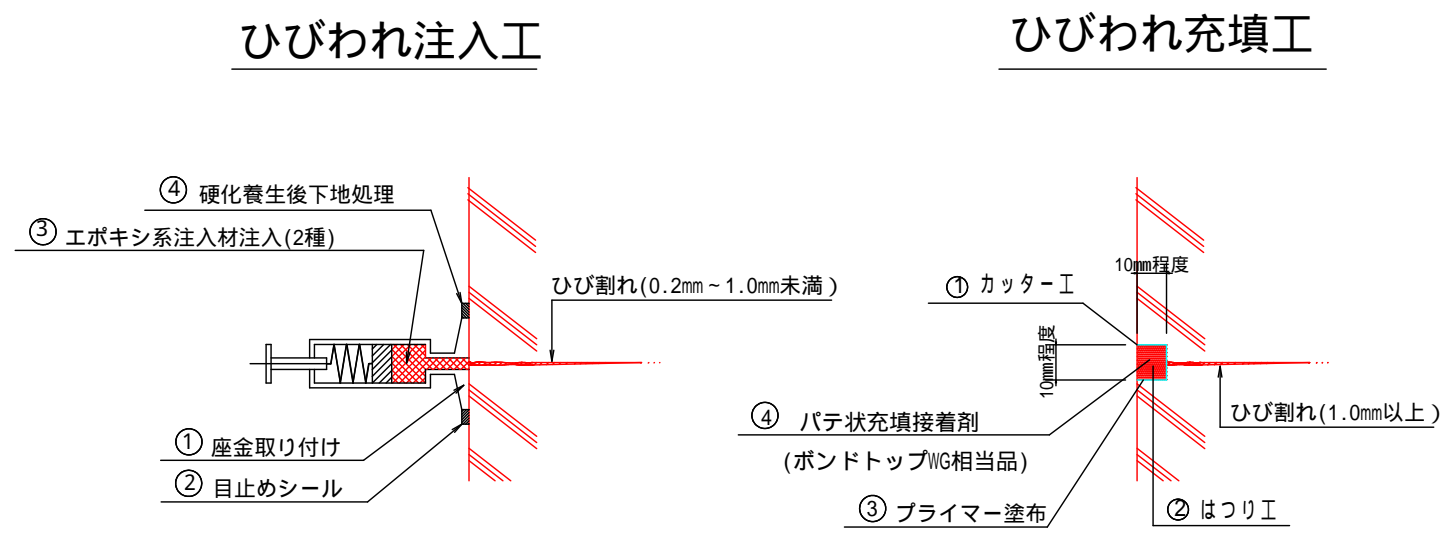 ひびわれ注入工
④ 硬化養生後下地処理
③ エポキシ系注入材注入(2種)
ひび割れ(0.2㎜~1.0㎜未満)
① 座金取り付け
② 目止めシール
ひびわれ充填工
10㎜程度
① カッター工
10㎜程度
ひび割れ(1.0㎜以上)
④ パテ状充填接着剤
(ボンドトップWG相当品)
③ プライマー塗布
② はつり工